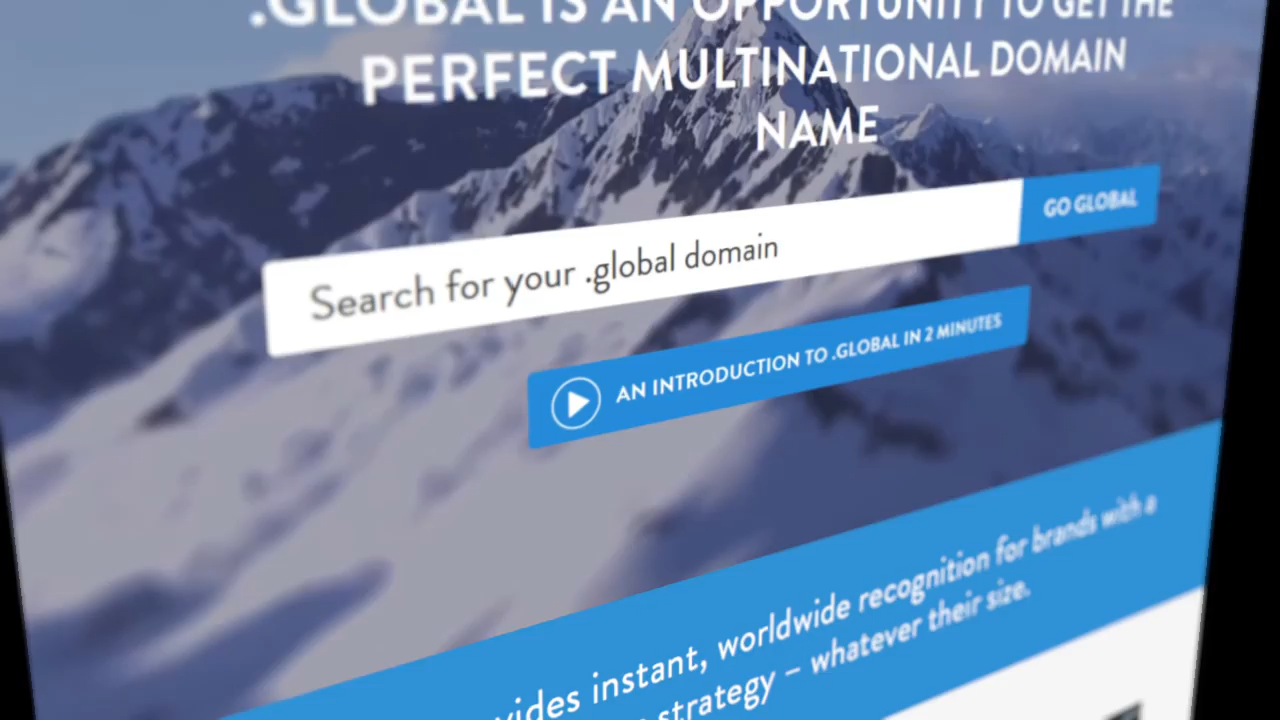 .GLOBAL IS AN OPPORTUNITY TO GET THE
PERFECT MULTINATIONAL DOMAIN
NAME
Search for your .global domain
GO GLOBAL
AN INTRODUCTION TO .GLOBAL IN 2 MINUTES
vides instant, worldwide recognition for brands with a
strategy – whatever their size.